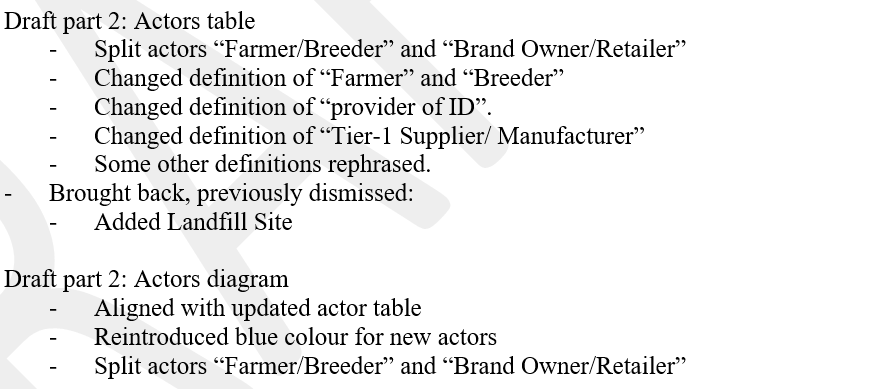 Draft part 2: Actors table
- Split actors “Farmer/Breeder” and “Brand Owner/Retailer”
- Changed definition of “Farmer” and “Breeder”
- Changed definition of “provider of ID”.
- Changed definition of “Tier-1 Supplier/ Manufacturer”
- Some other definitions rephrased.
- Brought back, previously dismissed:
- Added Landfill Site
Draft part 2: Actors diagram
- Aligned with updated actor table
- Reintroduced blue colour for new actors
- Split actors “Farmer/Breeder” and “Brand Owner/Retailer”